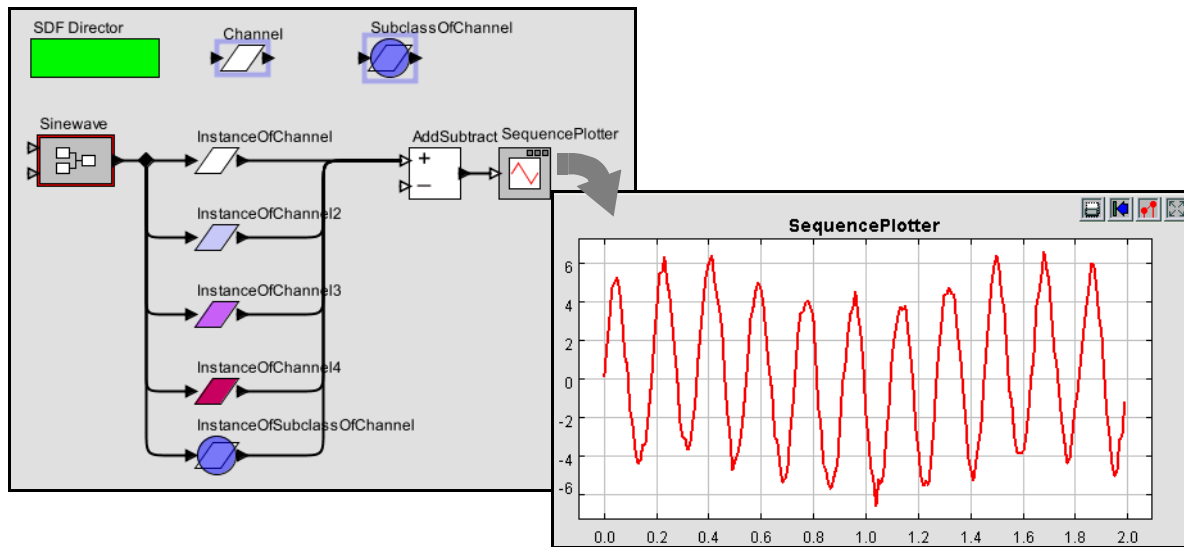 SDF Director
Channel
SubclassOfChannel
Sinewave
InstanceOfChannel
AddSubtract
SequencePlotter
+
−
InstanceOfChannel2
InstanceOfChannel3
InstanceOfChannel4
InstanceOfSubclassOfChannel
SequencePlotter
6
4
2
0
-2
-4
-6
0.0 0.2 0.4 0.6 0.8 1.0 1.2 1.4 1.6 1.8 2.0